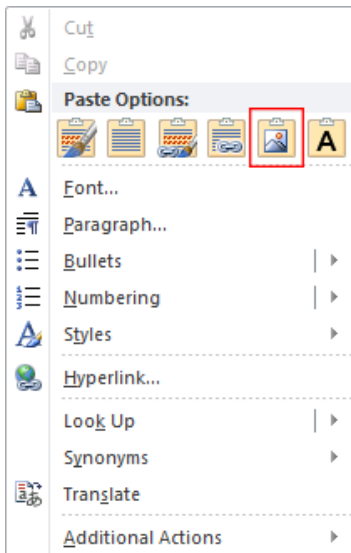 Cut
Copy
Paste Options:
A
Font...
Paragraph...
Bullets
Numbering
Styles
Hyperlink...
Look Up
Synonyms
Translate
Additional Actions